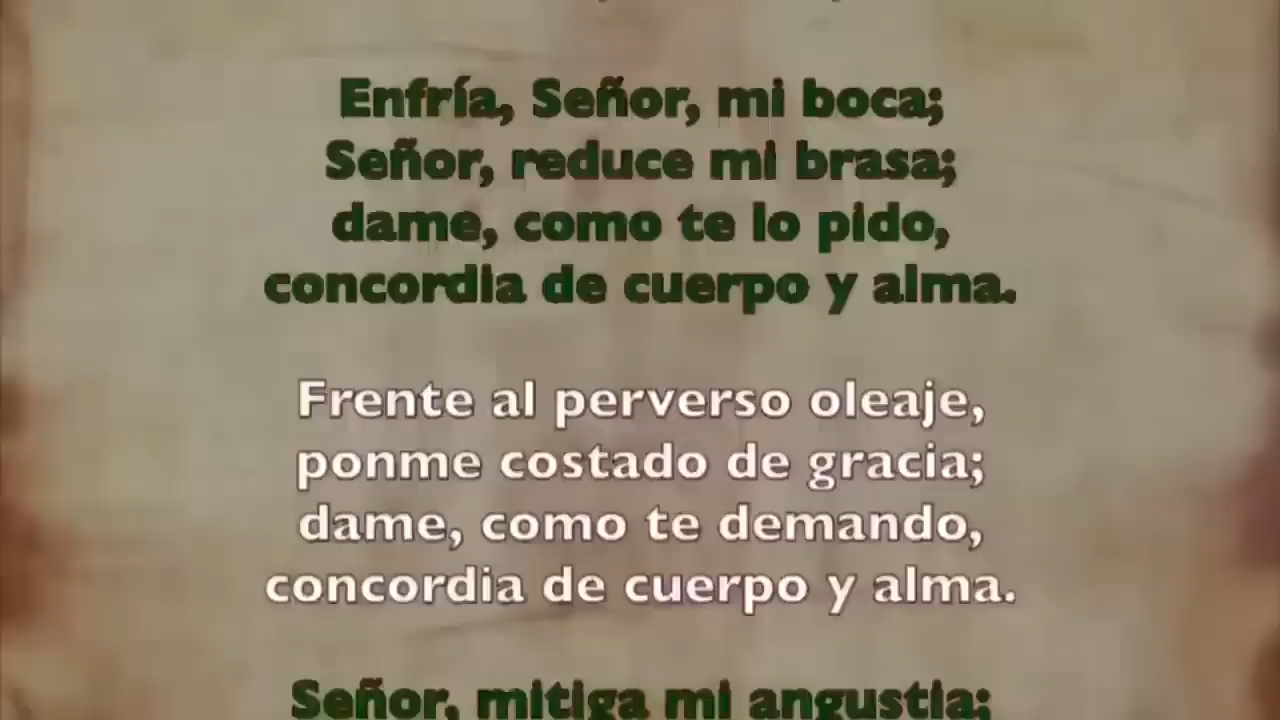 Enfría, Señor, mi boca;
Señor, reduce mi brasa;
dame, como te lo pido,
concordia de cuerpo y alma.
Frente al perverso oleaje,
ponme costado de gracia;
dame, como te demando,
concordia de cuerpo y alma.
Señor, mitiga mi angustia;